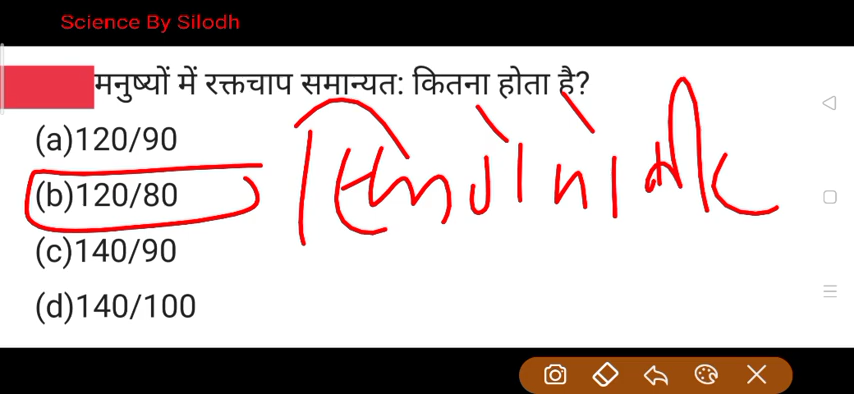 Science By Silodh
मनुष्यों में रक्तचाप समान्यत: कितना होता है?
(a)120/90
(b)120/80
(c)140/90
(d)140/100